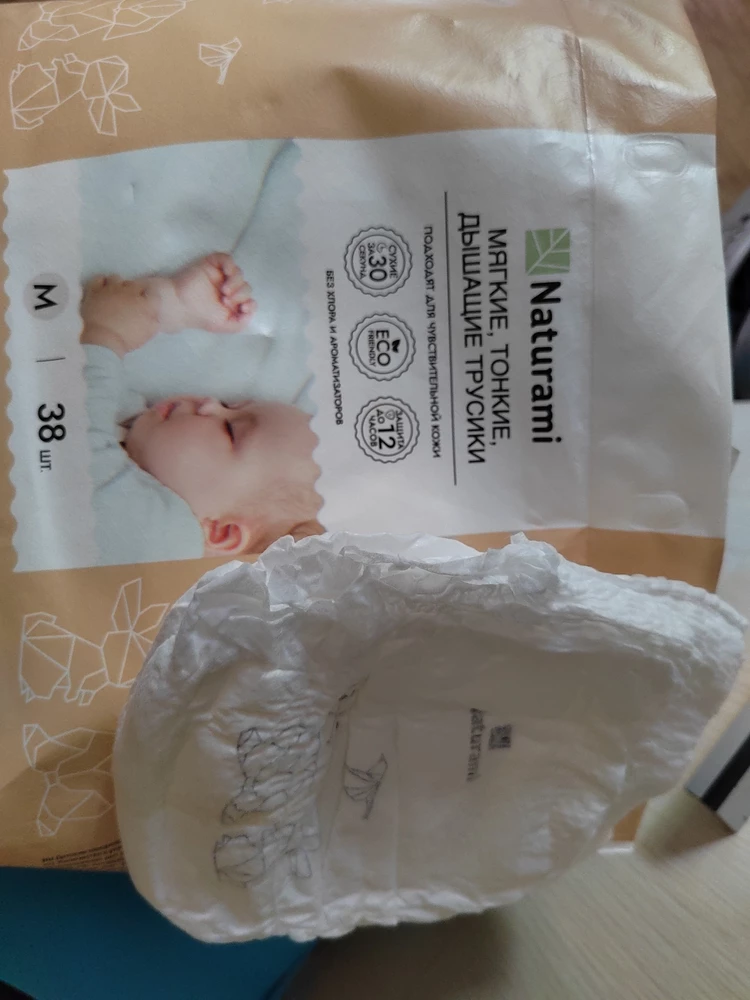 Naturami
МЯГКИЕ, ТОНКИЕ,
ДЫШАЩИЕ ТРУСИКИ
ПОДХОДЯТ ДЛЯ ЧУВСТВИТЕЛЬНОЙ КОЖИ
СУХИЕ
ЗА 30
СЕКУНД
ECO
FRIENDLY
ЗАЩИТА
ДО 12
ЧАСОВ
БЕЗ ХЛОРА И АРОМАТИЗАТОРОВ
M | 38 ШТ.
Naturami